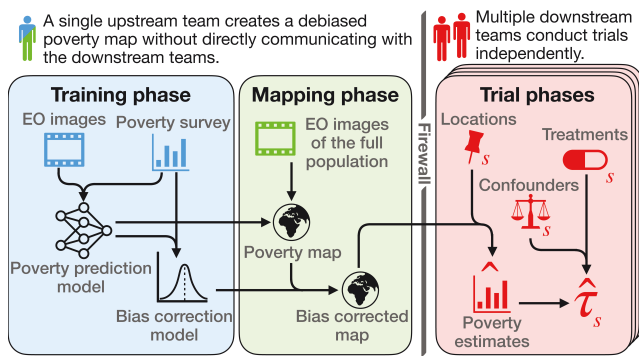 A single upstream team creates a debiased
poverty map without directly communicating with
the downstream teams.
Multiple downstream
teams conduct trials
independently.
Training phase
EO images
Poverty survey
Poverty prediction
model
Bias correction
model
Mapping phase
EO images
of the full
population
Poverty map
Bias corrected
map
Firewall
Trial phases
Locations
s
Treatments
s
Confounders
s
Poverty
estimates
τ̂s